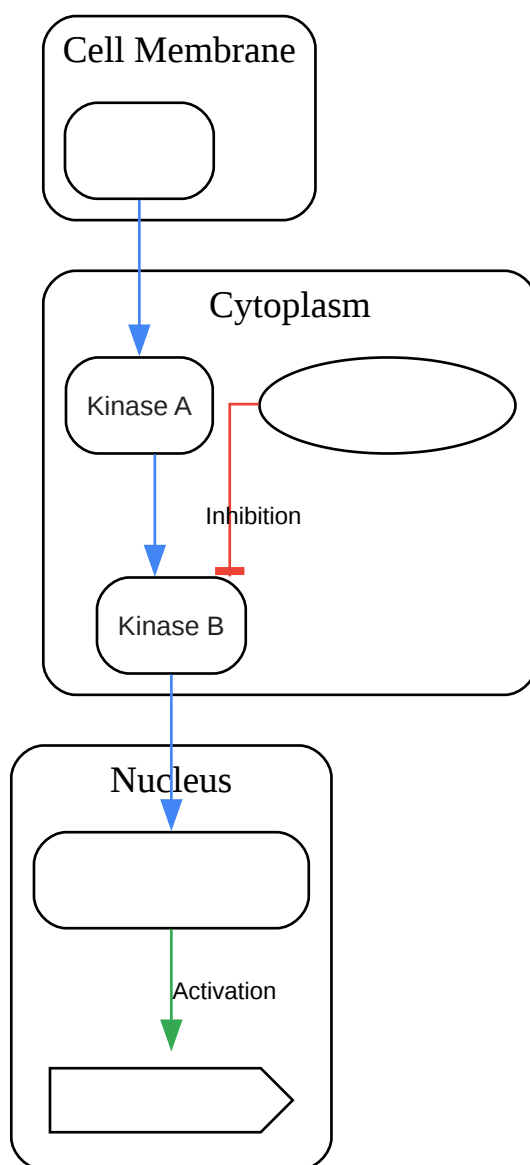 Cell Membrane
Cytoplasm
Kinase A
Inhibition
Kinase B
Nucleus
Activation